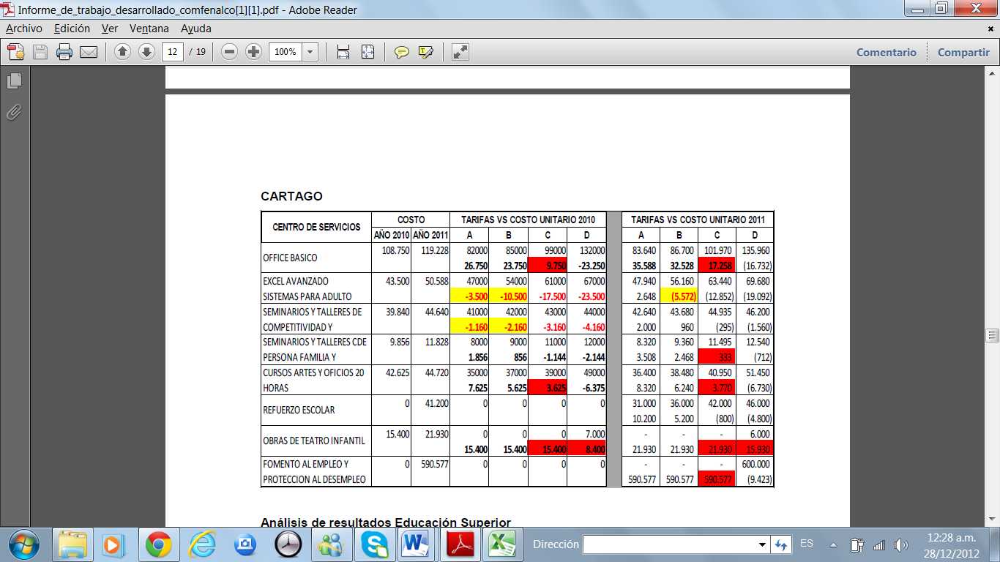 Informe_de_trabajo_desarrollado_comfenalco[1][1].pdf - Adobe Reader
Archivo Edición Ver Ventana Ayuda
12 / 19 100% Comentario Compartir
CARTAGO
CENTRO DE SERVICIOS COSTO TARIFAS VS COSTO UNITARIO 2010 TARIFAS VS COSTO UNITARIO 2011
AÑO 2010 AÑO 2011 A B C D A B C D
OFFICE BASICO 108.750 119.228 82000 85000 99000 132000 83.640 86.700 101.970 135.960
26.750 23.750 9.750 -23.250 35.588 32.528 17.258 (16.732)
EXCEL AVANZADO 43.500 50.588 47000 54000 61000 67000 47.940 56.160 63.440 69.680
SISTEMAS PARA ADULTO -3.500 -10.500 -17.500 -23.500 2.648 (5.572) (12.852) (19.092)
SEMINARIOS Y TALLERES DE 39.840 44.640 41000 42000 43000 44000 42.640 43.680 44.935 46.200
COMPETITIVIDAD Y -1.160 -2.160 -3.160 -4.160 2.000 960 (295) (1.560)
SEMINARIOS Y TALLERES CDE 9.856 11.828 8000 9000 11000 12000 8.320 9.360 11.495 12.540
PERSONA FAMILIA Y 1.856 856 -1.144 -2.144 3.508 2.468 333 (712)
CURSOS ARTES Y OFICIOS 20 42.625 44.720 35000 37000 39000 49000 36.400 38.480 40.950 51.450
HORAS 7.625 5.625 3.625 -6.375 8.320 6.240 3.770 (6.730)
REFUERZO ESCOLAR 0 41.200 0 0 0 0 31.000 36.000 42.000 46.000
10.200 5.200 (800) (4.800)
OBRAS DE TEATRO INFANTIL 15.400 21.930 0 0 0 7.000 - - - 6.000
15.400 15.400 15.400 8.400 21.930 21.930 21.930 15.930
FOMENTO AL EMPLEO Y 0 590.577 0 0 0 0 - - - 600.000
PROTECCION AL DESEMPLEO 590.577 590.577 590.577 (9.423)
Análisis de resultados Educación Superior
Dirección ES 12:28 a.m.
28/12/2012